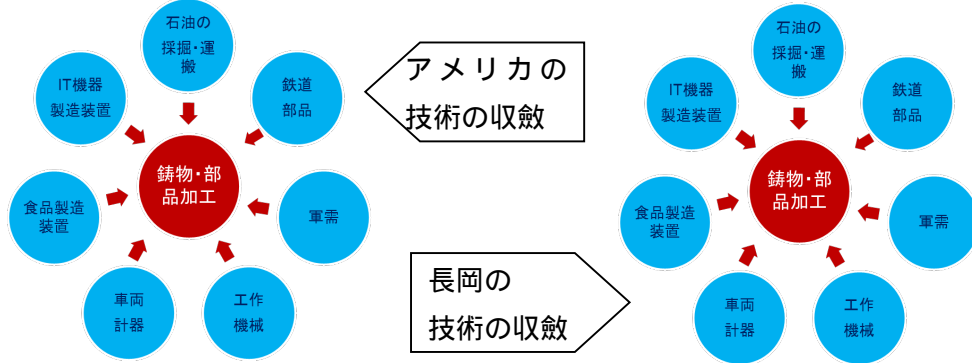 石油の
採掘・運
搬
IT機器
製造装置
鉄道
部品
鋳物・部
品加工
食品製造
装置
軍需
車両
計器
工作
機械
アメリカの
技術の収斂
長岡の
技術の収斂
石油の
採掘・運
搬
IT機器
製造装置
鉄道
部品
鋳物・部
品加工
食品製造
装置
軍需
車両
計器
工作
機械